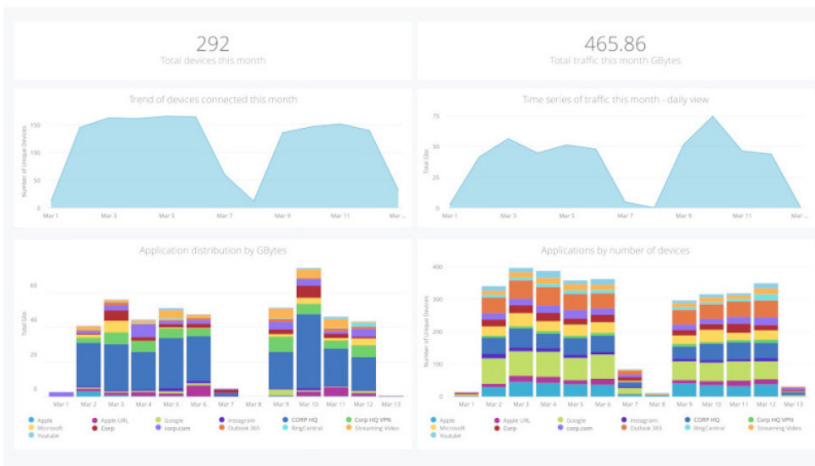 292
Total devices this month
465.86
Total traffic this month GBytes
Trend of devices connected this month
Number of Unique Devices
150
100
50
0
Mar 1 Mar 3 Mar 5 Mar 7 Mar 9 Mar 11 Mar ...
Time series of traffic this month - daily view
Total Gbs
75
50
25
0
Mar 1 Mar 3 Mar 5 Mar 7 Mar 9 Mar 11 Mar ...
Application distribution by GBytes
Total Gbs
60
40
20
0
Mar 1 Mar 2 Mar 3 Mar 4 Mar 5 Mar 6 Mar 7 Mar 8 Mar 9 Mar 10 Mar 11 Mar 12 Mar 13
Apple Apple URL Google Instagram CORP HQ Corp HQ VPN
Microsoft Corp corp.com Outlook 365 RingCentral Streaming Video
Youtube
Applications by number of devices
Number of Unique Devices
400
300
200
100
0
Mar 1 Mar 2 Mar 3 Mar 4 Mar 5 Mar 6 Mar 7 Mar 8 Mar 9 Mar 10 Mar 11 Mar 12 Mar 13
Apple Apple URL Google Instagram CORP HQ Corp HQ VPN
Microsoft Corp corp.com Outlook 365 RingCentral Streaming Video
Youtube